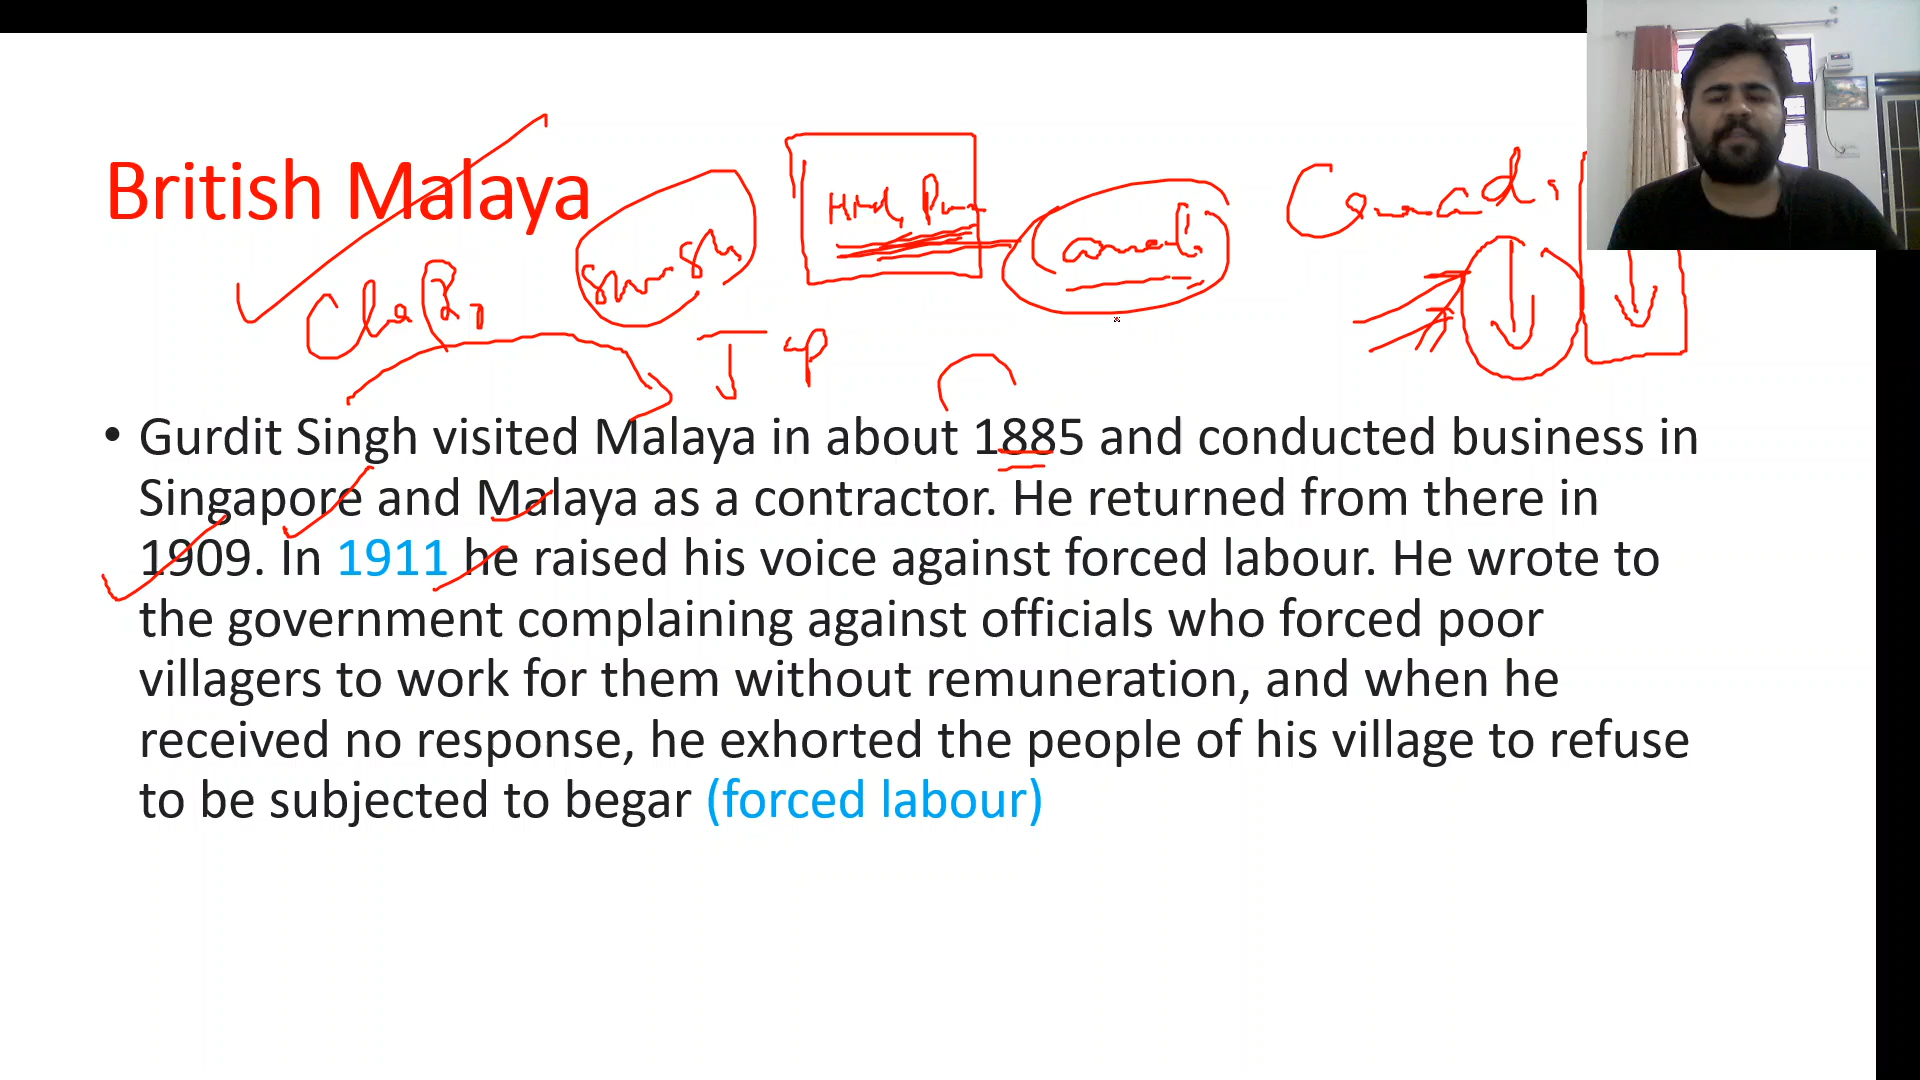 British Malaya
• Gurdit Singh visited Malaya in about 1885 and conducted business in
Singapore and Malaya as a contractor. He returned from there in
1909. In 1911 he raised his voice against forced labour. He wrote to
the government complaining against officials who forced poor
villagers to work for them without remuneration, and when he
received no response, he exhorted the people of his village to refuse
to be subjected to begar (forced labour)